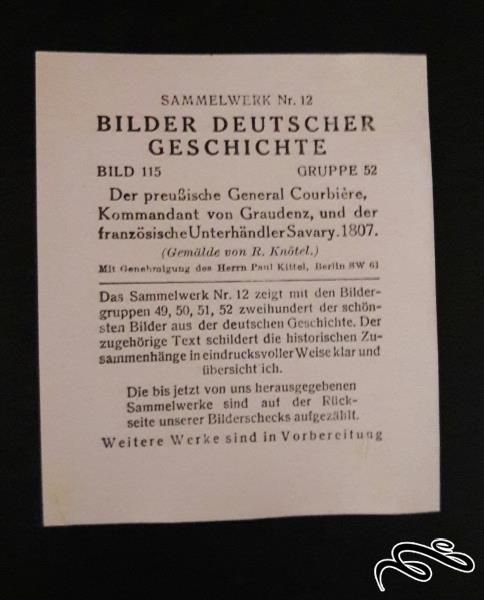 SAMMELWERK Nr. 12
BILDER DEUTSCHER
GESCHICHTE
BILD 115 GRUPPE 52
Der preußische General Courbière,
Kommandant von Graudenz, und der
französische Unterhändler Savary. 1807.
(Gemälde von R. Knötel.)
Mit Genehmigung des Herrn Paul Kittel, Berlin SW 61
Das Sammelwerk Nr. 12 zeigt mit den Bilder-
gruppen 49, 50, 51, 52 zweihundert der schön-
sten Bilder aus der deutschen Geschichte. Der
zugehörige Text schildert die historischen Zu-
sammenhänge in eindrucksvoller Weise klar und
übersicht ich.
Die bis jetzt von uns herausgegebenen
Sammelwerke sind auf der Rück-
seite unserer Bilderschecks aufgezählt.
Weitere Werke sind in Vorbereitung